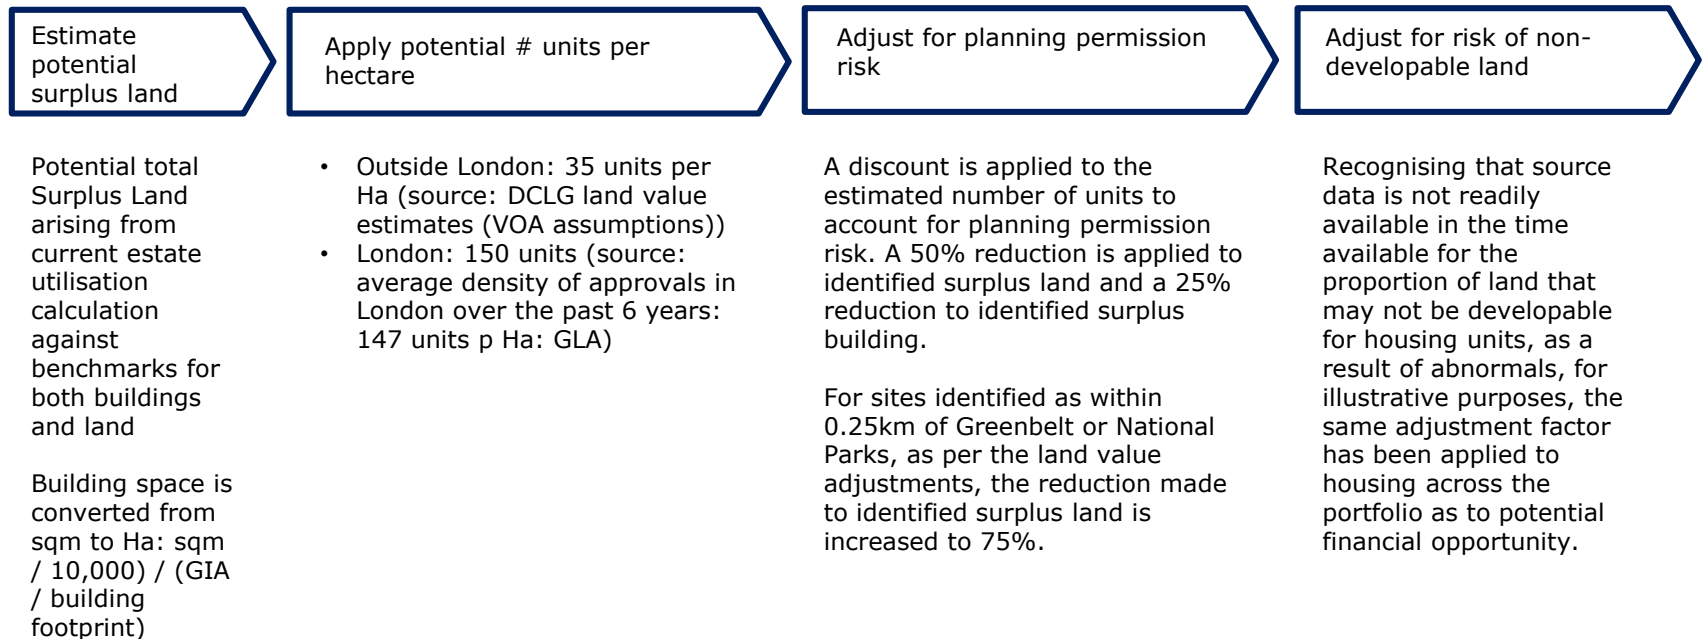 Estimate
potential
surplus land
Apply potential # units per
hectare
Adjust for planning permission
risk
Adjust for risk of non-
developable land
Potential total
Surplus Land
arising from
current estate
utilisation
calculation
against
benchmarks for
both buildings
and land
Building space is
converted from
sqm to Ha: sqm
/ 10,000) / (GIA
/ building
footprint)
• Outside London: 35 units per
Ha (source: DCLG land value
estimates (VOA assumptions))
• London: 150 units (source:
average density of approvals in
London over the past 6 years:
147 units p Ha: GLA)
A discount is applied to the
estimated number of units to
account for planning permission
risk. A 50% reduction is applied to
identified surplus land and a 25%
reduction to identified surplus
building.
For sites identified as within
0.25km of Greenbelt or National
Parks, as per the land value
adjustments, the reduction made
to identified surplus land is
increased to 75%.
Recognising that source
data is not readily
available in the time
available for the
proportion of land that
may not be developable
for housing units, as a
result of abnormals, for
illustrative purposes, the
same adjustment factor
has been applied to
housing across the
portfolio as to potential
financial opportunity.